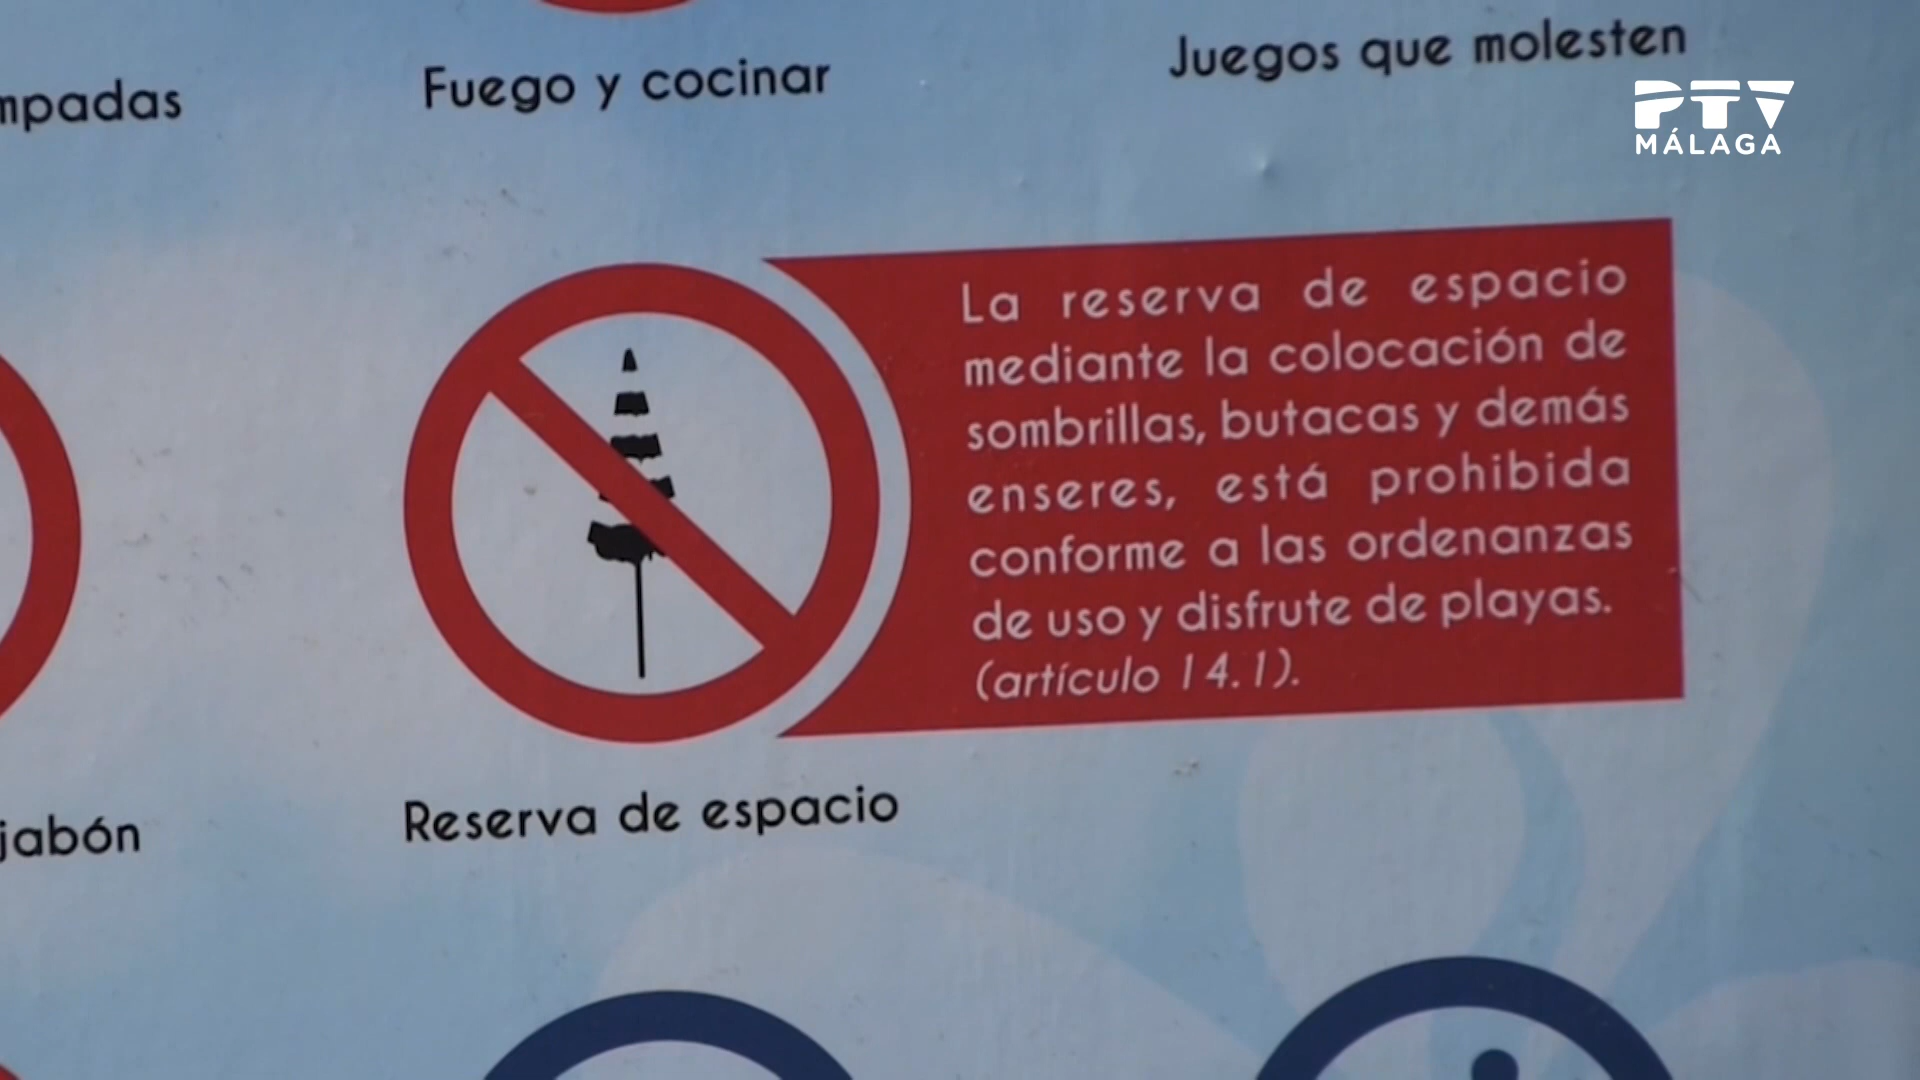 mpadas
Fuego y cocinar
Juegos que molesten
PTV
MÁLAGA
La reserva de espacio
mediante la colocación de
sombrillas, butacas y demás
enseres, está prohibida
conforme a las ordenanzas
de uso y disfrute de playas.
(artículo 14.1).
jabón
Reserva de espacio